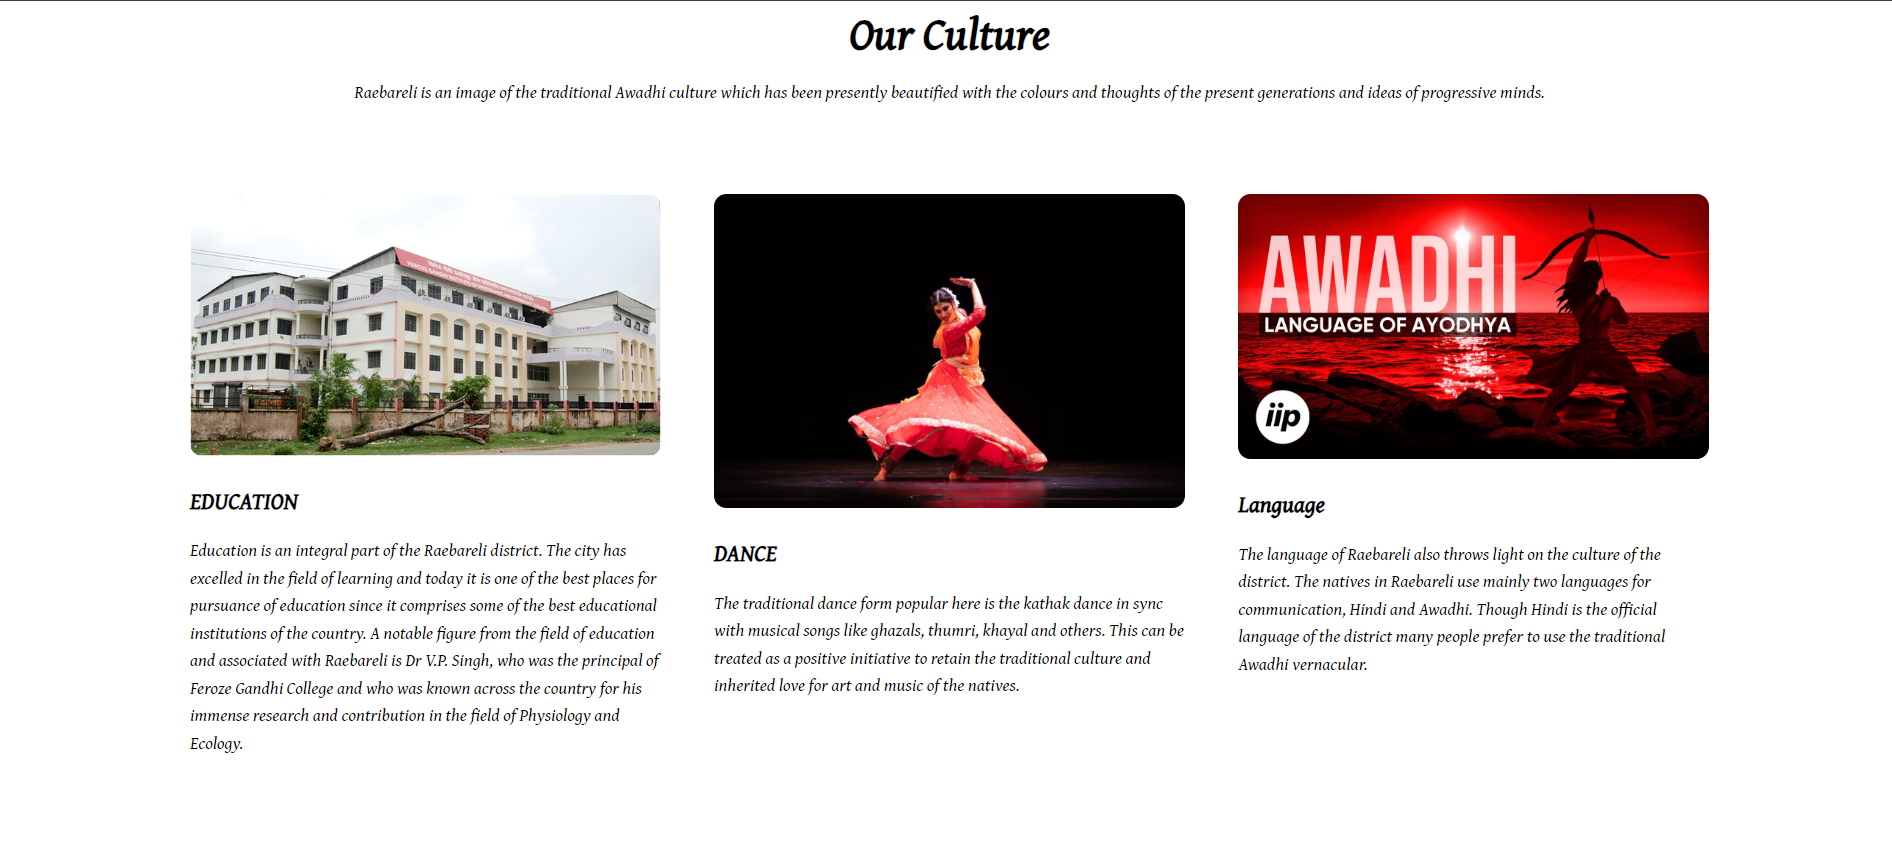 Our Culture
Raebareli is an image of the traditional Awadhi culture which has been presently beautified with the colours and thoughts of the present generations and ideas of progressive minds.
EDUCATION
Education is an integral part of the Raebareli district. The city has
excelled in the field of learning and today it is one of the best places for
pursuance of education since it comprises some of the best educational
institutions of the country. A notable figure from the field of education
and associated with Raebareli is Dr V.P. Singh, who was the principal of
Feroze Gandhi College and who was known across the country for his
immense research and contribution in the field of Physiology and
Ecology.
DANCE
The traditional dance form popular here is the kathak dance in sync
with musical songs like ghazals, thumri, khayal and others. This can be
treated as a positive initiative to retain the traditional culture and
inherited love for art and music of the natives.
AWADHI
LANGUAGE OF AYODHYA
iip
Language
The language of Raebareli also throws light on the culture of the
district. The natives in Raebareli use mainly two languages for
communication, Hindi and Awadhi. Though Hindi is the official
language of the district many people prefer to use the traditional
Awadhi vernacular.